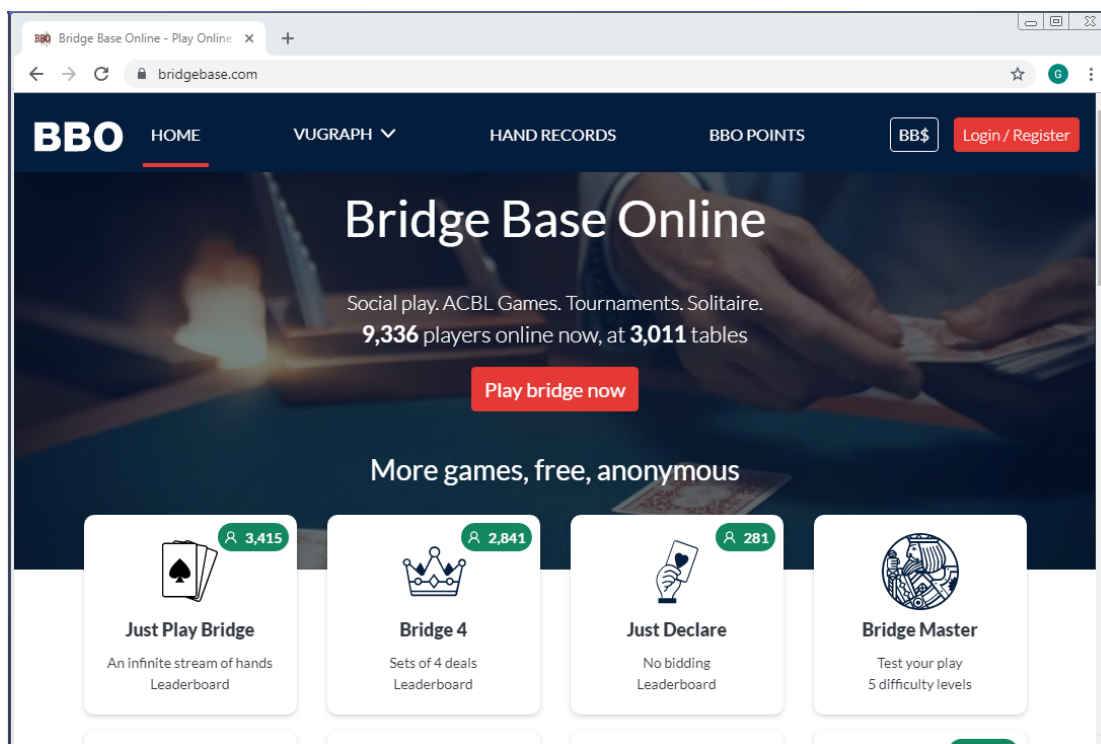 BBO Bridge Base Online - Play Online
bridgebase.com
G
BBO HOME VUGRAPH HAND RECORDS BBO POINTS BB$ Login / Register
Bridge Base Online
Social play. ACBL Games. Tournaments. Solitaire.
9,336 players online now, at 3,011 tables
Play bridge now
More games, free, anonymous
3,415
2,841
281
Just Play Bridge
An infinite stream of hands
Leaderboard
Bridge 4
Sets of 4 deals
Leaderboard
Just Declare
No bidding
Leaderboard
Bridge Master
Test your play
5 difficulty levels